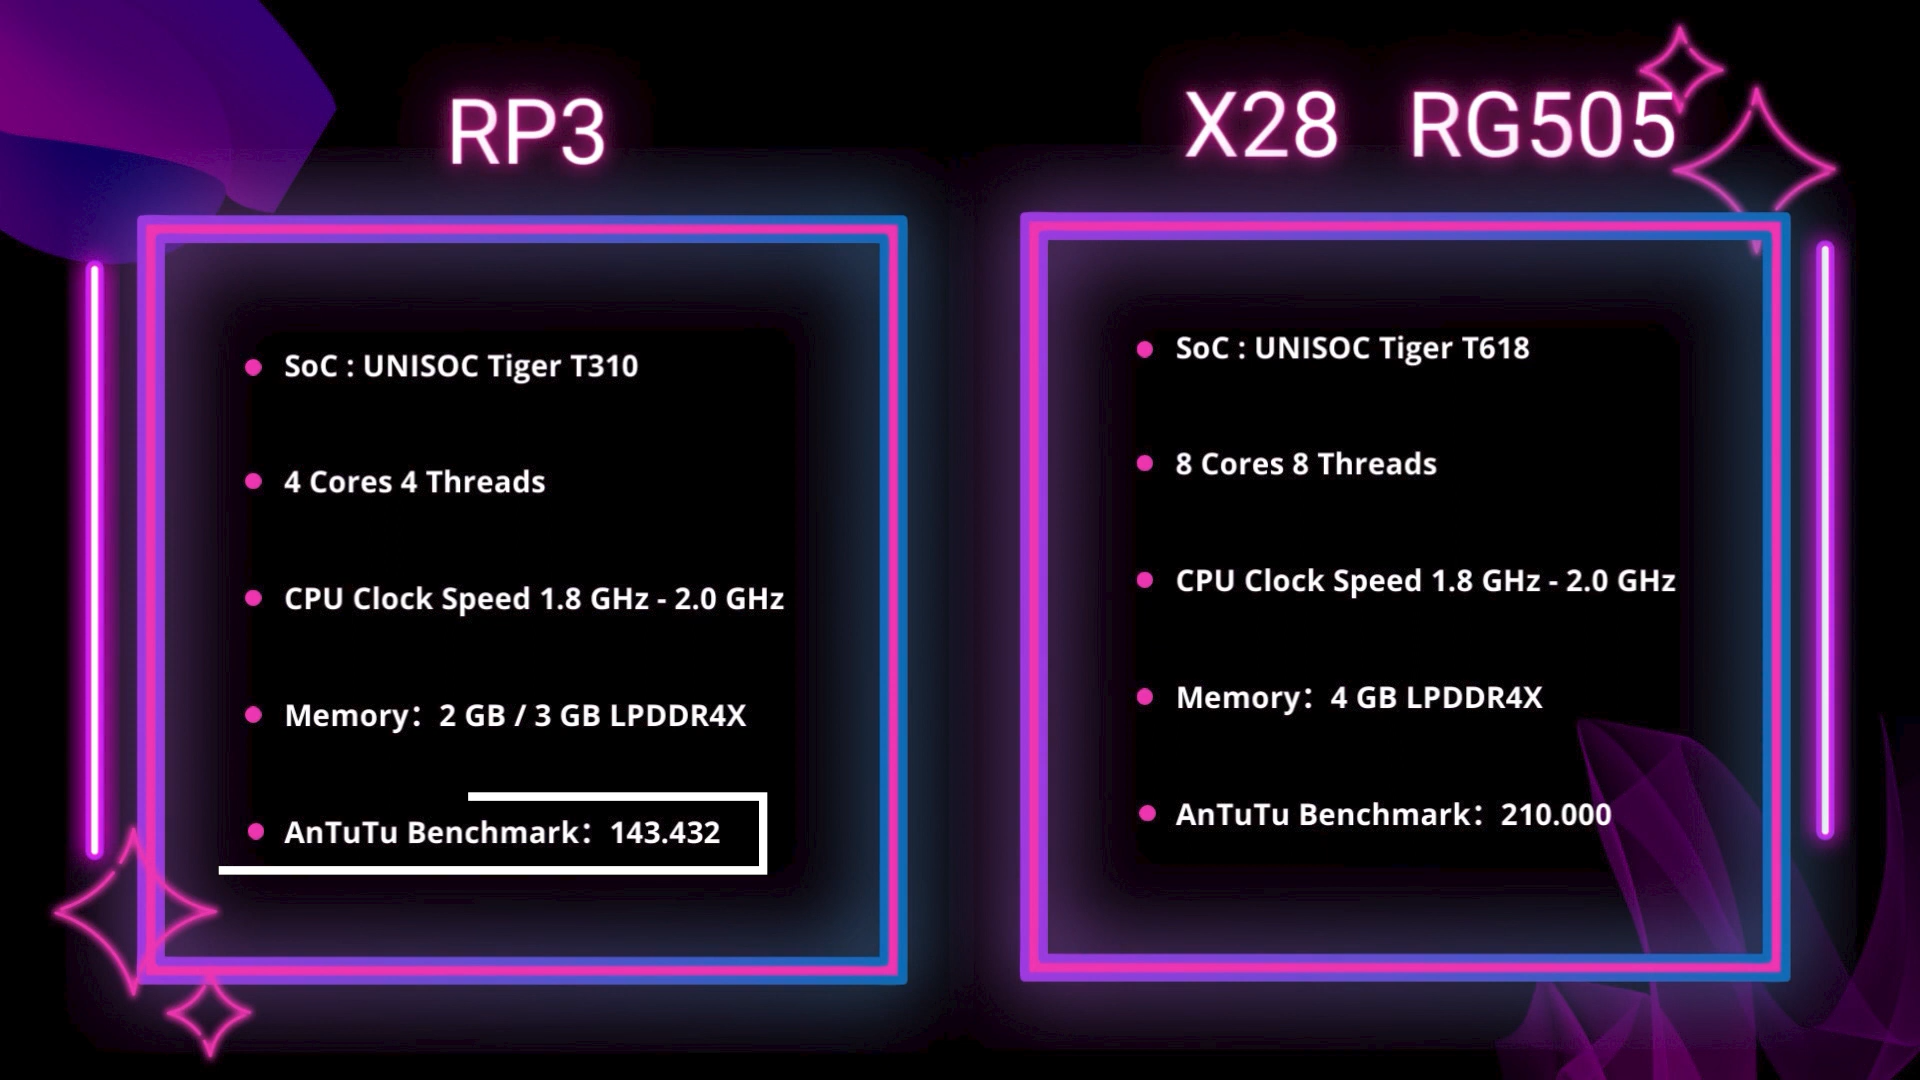 RP3
SoC : UNISOC Tiger T310
4 Cores 4 Threads
CPU Clock Speed 1.8 GHz - 2.0 GHz
Memory： 2 GB / 3 GB LPDDR4X
AnTuTu Benchmark： 143.432
X28 RG505
SoC : UNISOC Tiger T618
8 Cores 8 Threads
CPU Clock Speed 1.8 GHz - 2.0 GHz
Memory： 4 GB LPDDR4X
AnTuTu Benchmark： 210.000